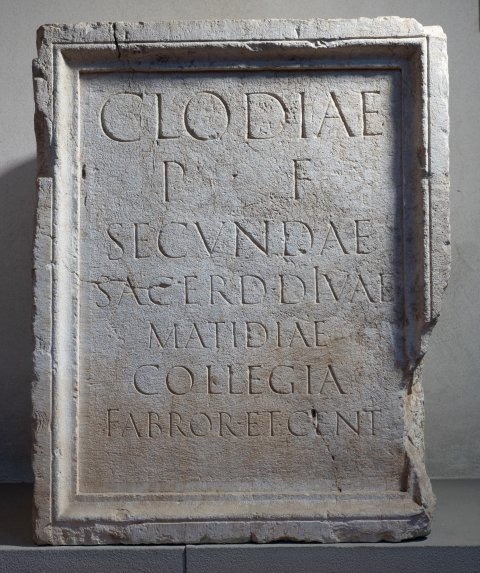 CLODIAE
P · F
SECVNDAE
SACERD·DIVAE
MATIDIAE
COLLEGIA
FABROR·ET·CENT